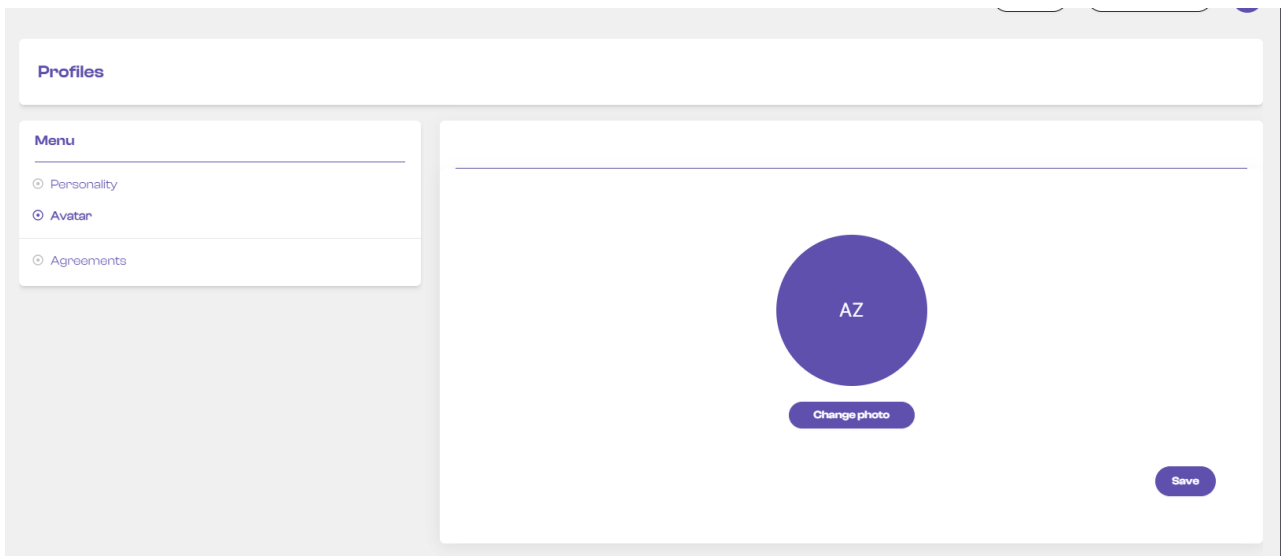 Profiles
Menu
Personality
Avatar
Agreements
AZ
Change photo
Save